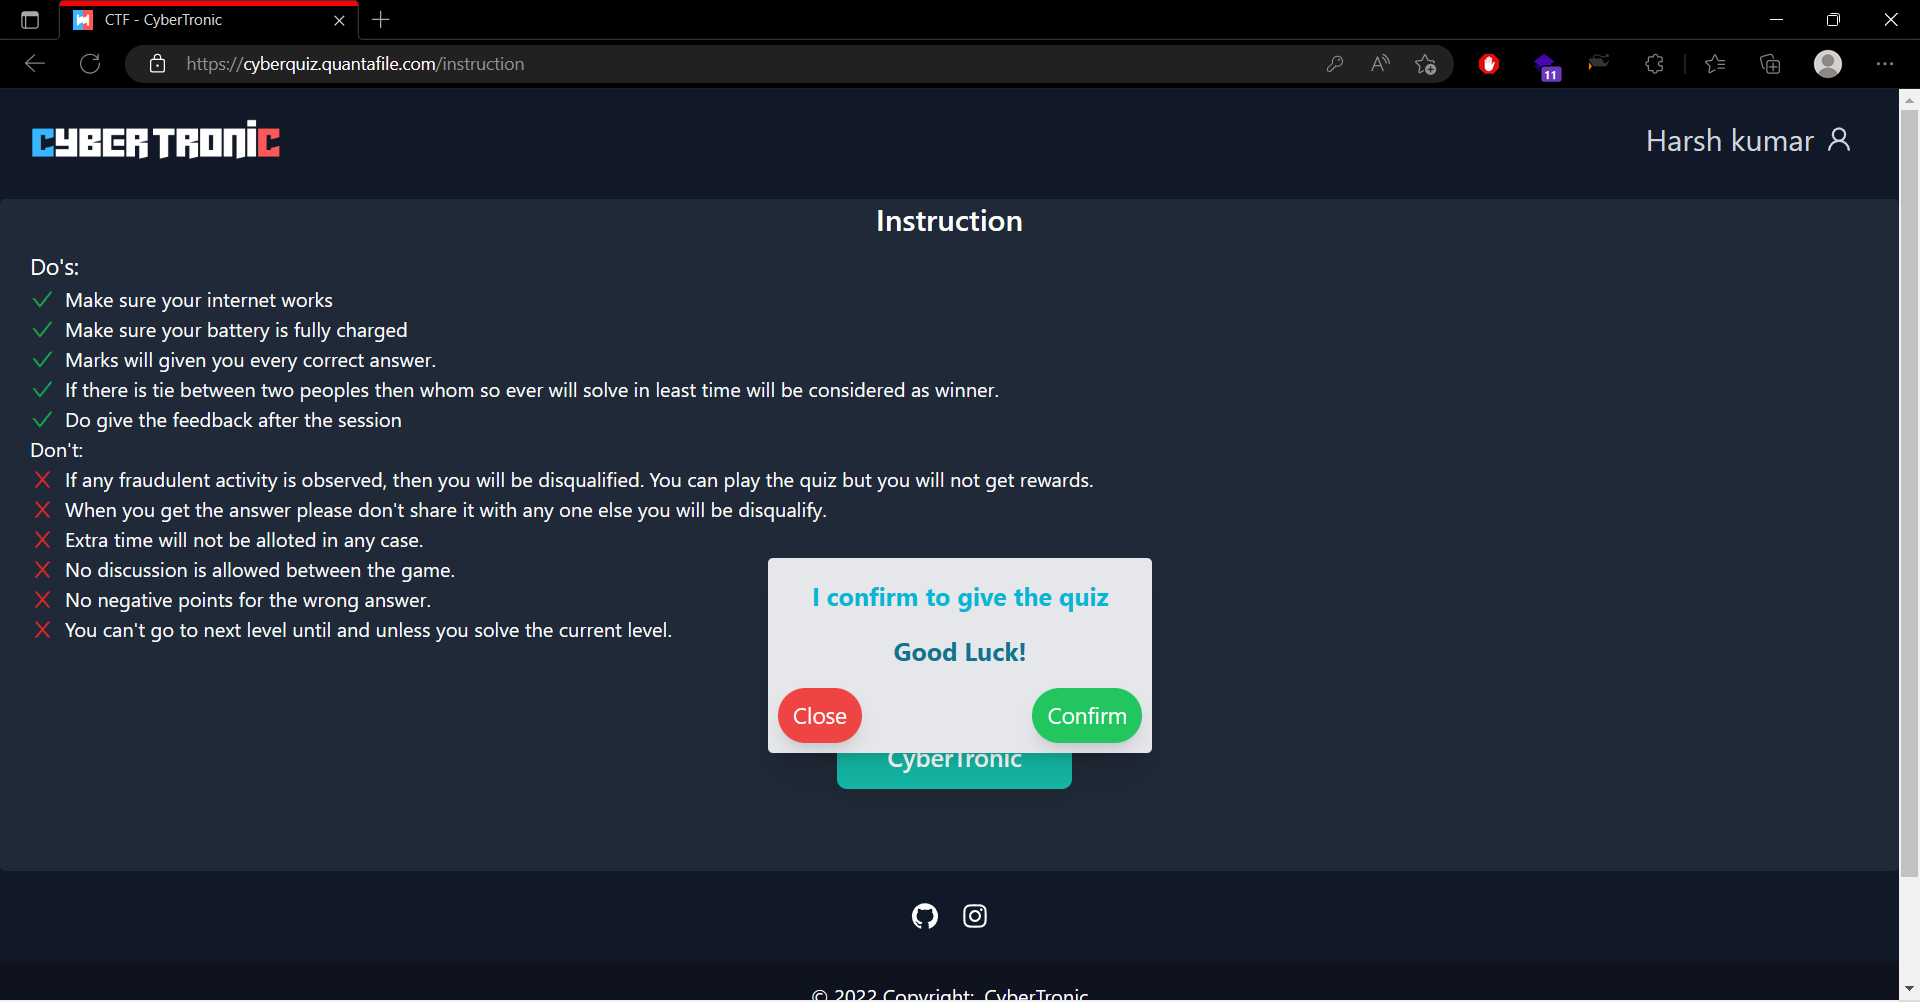 CTF - CyberTronic
https://cyberquiz.quantafile.com/instruction
11
CYBERTRONIC
Harsh kumar
Instruction
Do's:
Make sure your internet works
Make sure your battery is fully charged
Marks will given you every correct answer.
If there is tie between two peoples then whom so ever will solve in least time will be considered as winner.
Do give the feedback after the session
Don't:
If any fraudulent activity is observed, then you will be disqualified. You can play the quiz but you will not get rewards.
When you get the answer please don't share it with any one else you will be disqualify.
Extra time will not be alloted in any case.
No discussion is allowed between the game.
No negative points for the wrong answer.
You can't go to next level until and unless you solve the current level.
I confirm to give the quiz
Good Luck!
Close
Confirm
CyberTronic
© 2022 Copyright: CyberTronic